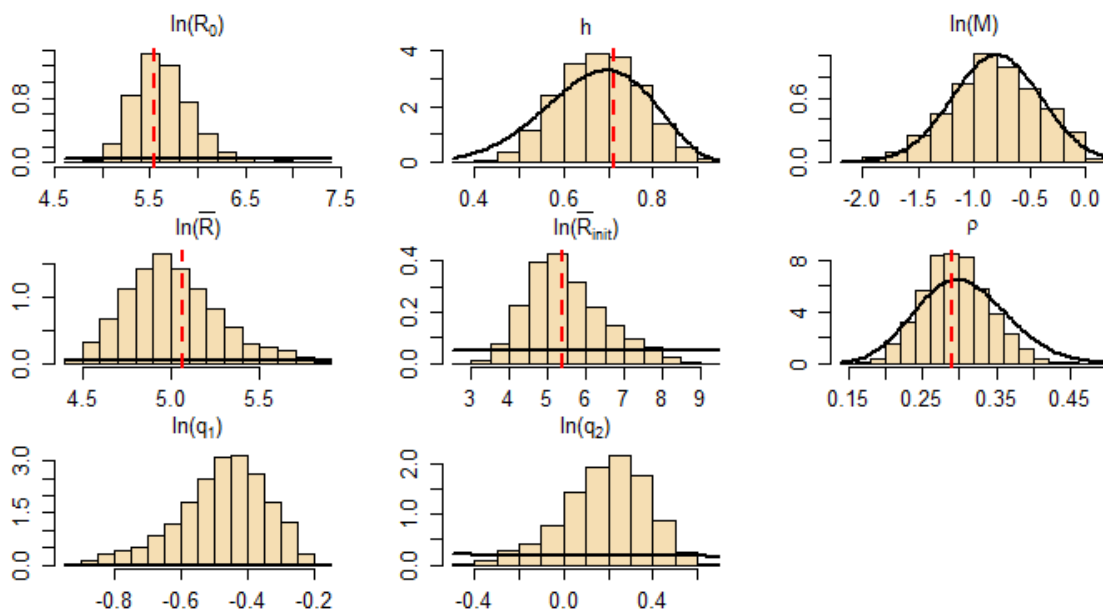 ln(R₀)
0.0 0.8
4.5 5.5 6.5 7.5
h
0 2 4
0.4 0.6 0.8
ln(M)
0.0 0.6
-2.0 -1.5 -1.0 -0.5 0.0
ln(R̅)
0.0 1.0
4.5 5.0 5.5
ln(R̅init)
0.0 0.2 0.4
3 4 5 6 7 8 9
ρ
0 4 8
0.15 0.25 0.35 0.45
ln(q₁)
0.0 1.5 3.0
-0.8 -0.6 -0.4 -0.2
ln(q₂)
0.0 1.0 2.0
-0.4 0.0 0.4